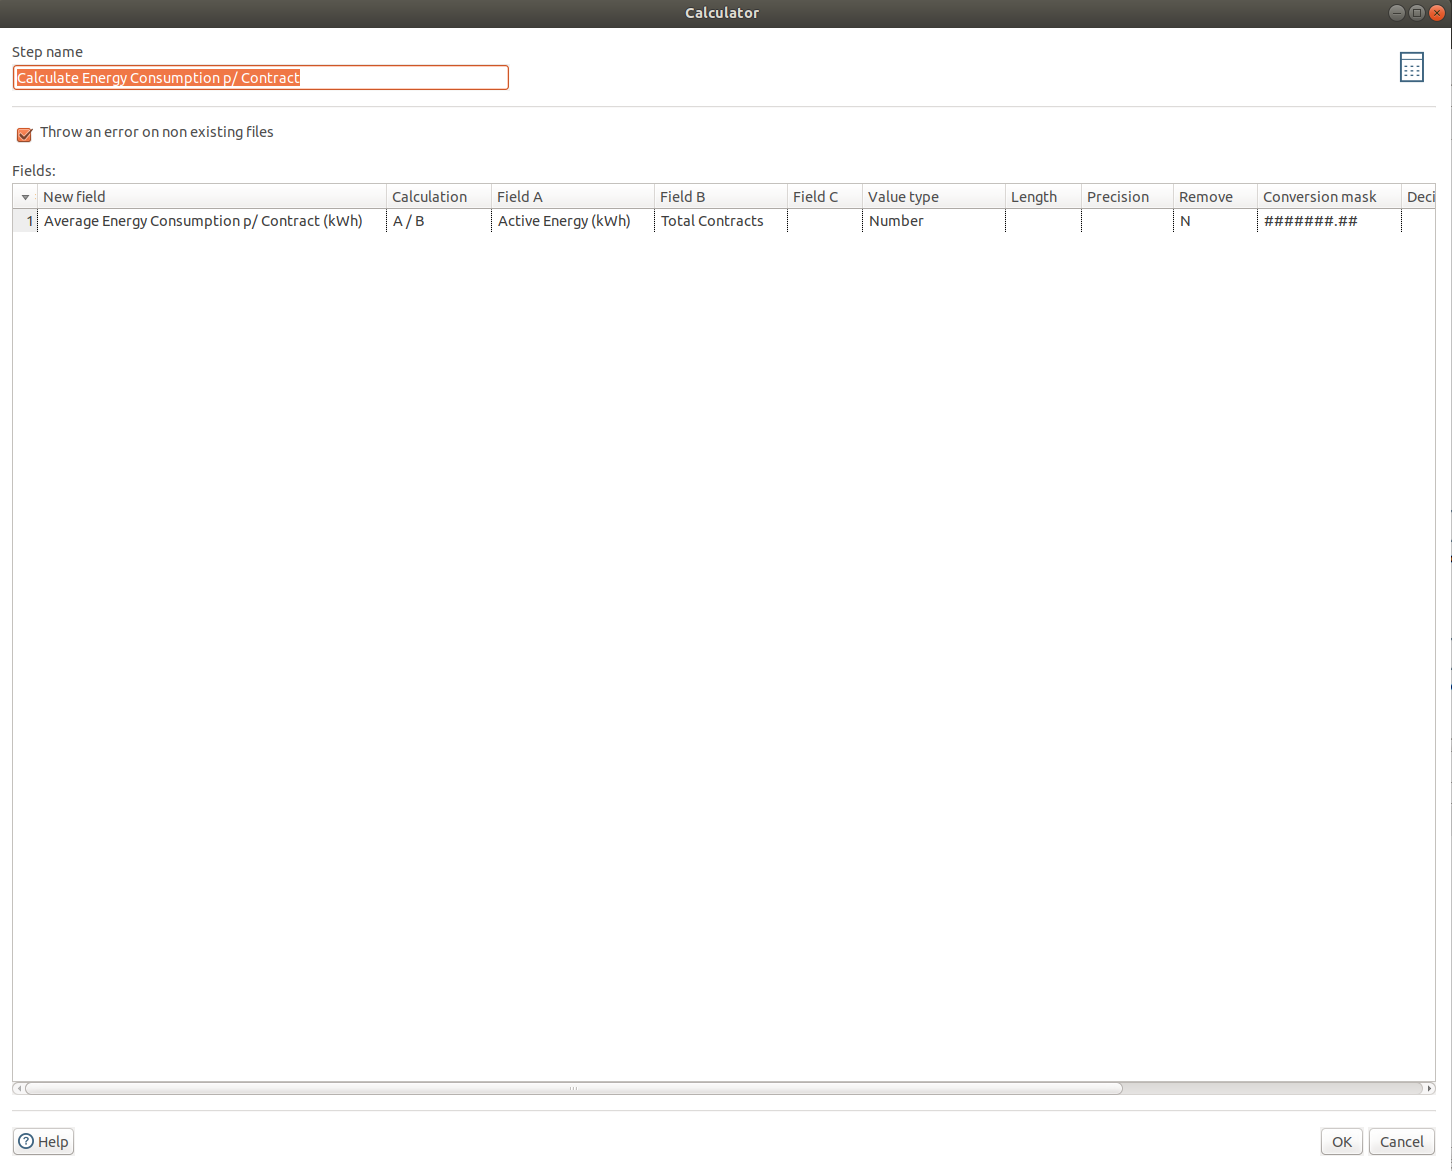 Calculator
Step name
Calculate Energy Consumption p/ Contract
Throw an error on non existing files
Fields:
New field Calculation Field A Field B Field C Value type Length Precision Remove Conversion mask Deci
1 Average Energy Consumption p/ Contract (kWh) A / B Active Energy (kWh) Total Contracts Number N #######.##
Help OK Cancel